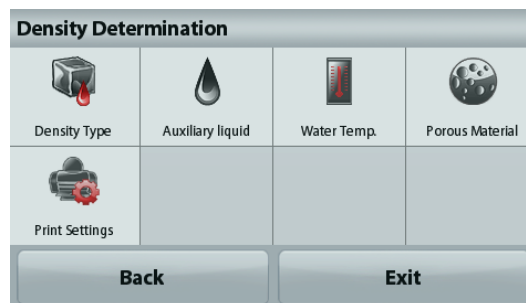 Density Determination
Density Type Auxiliary liquid Water Temp. Porous Material
Print Settings
Back Exit